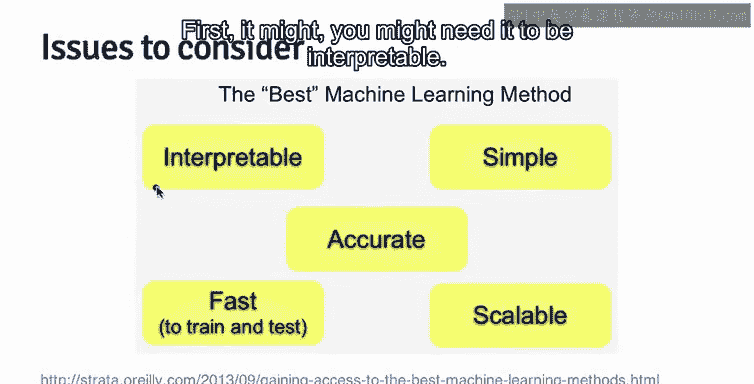 First, it might, you might need it to be
interpretable.
Issues to consider
The “Best” Machine Learning Method
Interpretable
Simple
Accurate
Fast
(to train and test)
Scalable
http://strata.oreilly.com/2013/09/gaining-access-to-the-best-machine-learning-methods.html